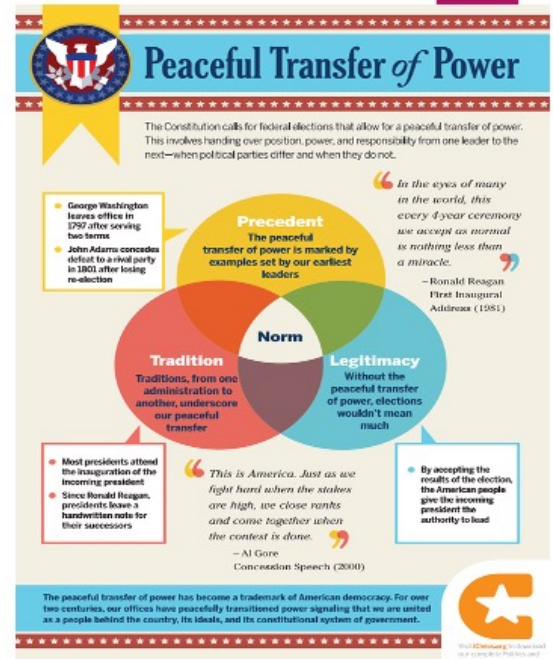 Peaceful Transfer of Power
The Constitution calls for federal elections that allow for a peaceful transfer of power.
This involves handing over position, power, and responsibility from one leader to the
next—when political parties differ and when they do not.
George Washington
leaves office in
1797 after serving
two terms
John Adams concedes
defeat to a rival party
in 1801 after losing
re-election
Precedent
The peaceful
transfer of power is marked by
examples set by our earliest
leaders
“In the eyes of many
in the world, this
every 4-year ceremony
we accept as normal
is nothing less than
a miracle.”
–Ronald Reagan
First Inaugural
Address (1981)
Norm
Tradition
Traditions, from one
administration to
another, underscore
our peaceful
transfer
Legitimacy
Without the
peaceful transfer
of power, elections
wouldn't mean
much
Most presidents attend
the inauguration of the
incoming president
Since Ronald Reagan,
presidents leave a
handwritten note for
their successors
“This is America. Just as we
fight hard when the stakes
are high, we close ranks
and come together when
the contest is done.”
– Al Gore
Concession Speech (2000)
By accepting the
results of the election,
the American people
give the incoming
president the
authority to lead
The peaceful transfer of power has become a trademark of American democracy. For over
two centuries, our offices have peacefully transitioned power signaling that we are united
as a people behind the country, its ideals, and its constitutional system of government.
Visit iCivics.org to download
our complete Politics and